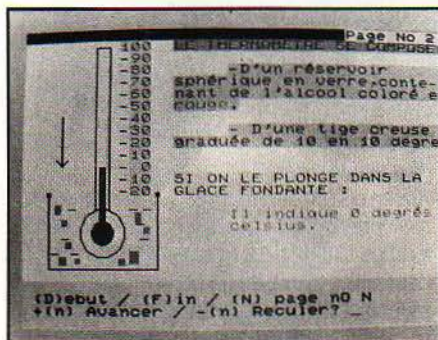 Page No 2
LE THERMOMETRE SE COMPOSE
-D'un réservoir
sphérique en verre, conte-
nant de l'alcool coloré e
rouge.
- D'une tige creuse
graduée de 10 en 10 degre
SI ON LE PLONGE DANS LA
GLACE FONDANTE :
Il indique 0 degrés
celsius.
100
-90
-80
-70
-60
-50
-40
-30
-20
-10
0
-10
-20
(D)ebut / (F)in / (N) page nO N
+(n) Avancer / -(n) Reculer? _